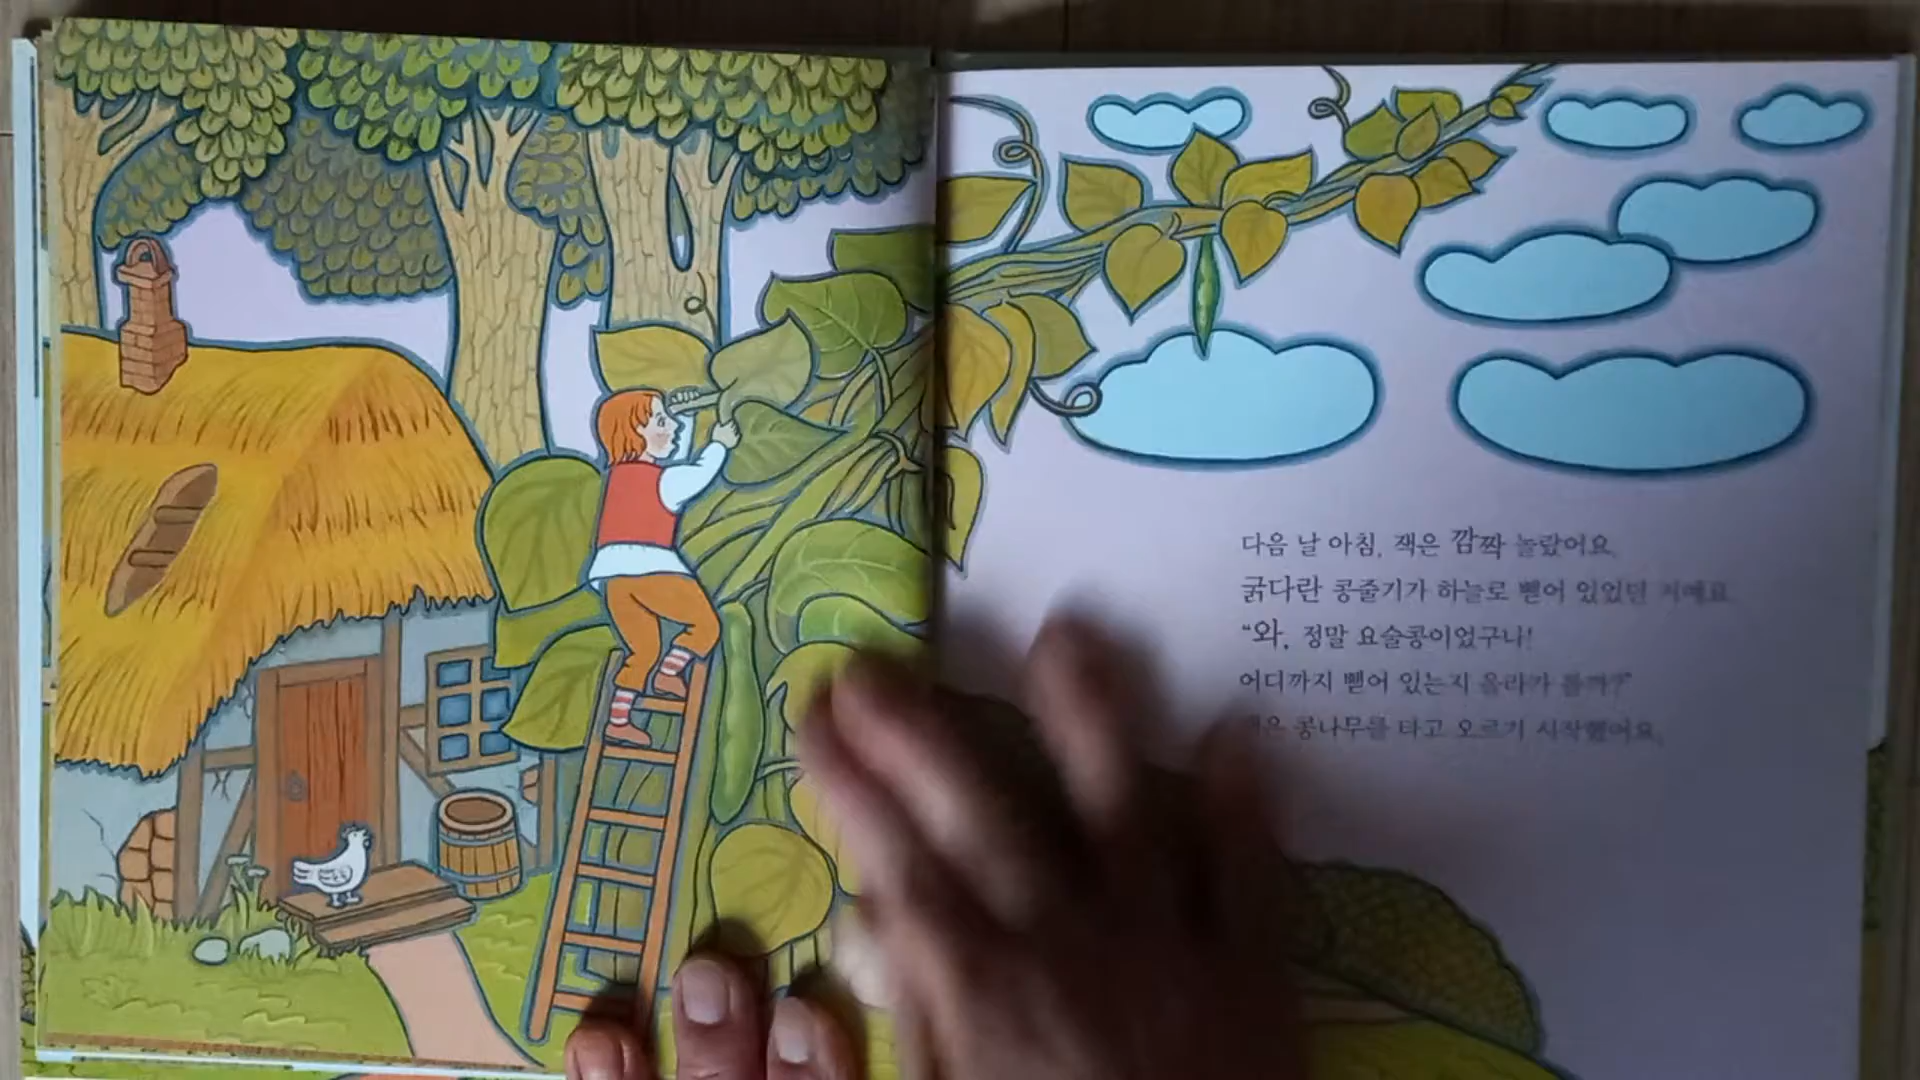 다음 날 아침, 잭은 깜짝 놀랐어요.
굵다란 콩줄기가 하늘로 뻗어 있었던 거예요.
“와, 정말 요술콩이었구나!
어디까지 뻗어 있는지 올라가 볼까?”
잭은 콩나무를 타고 오르기 시작했어요.